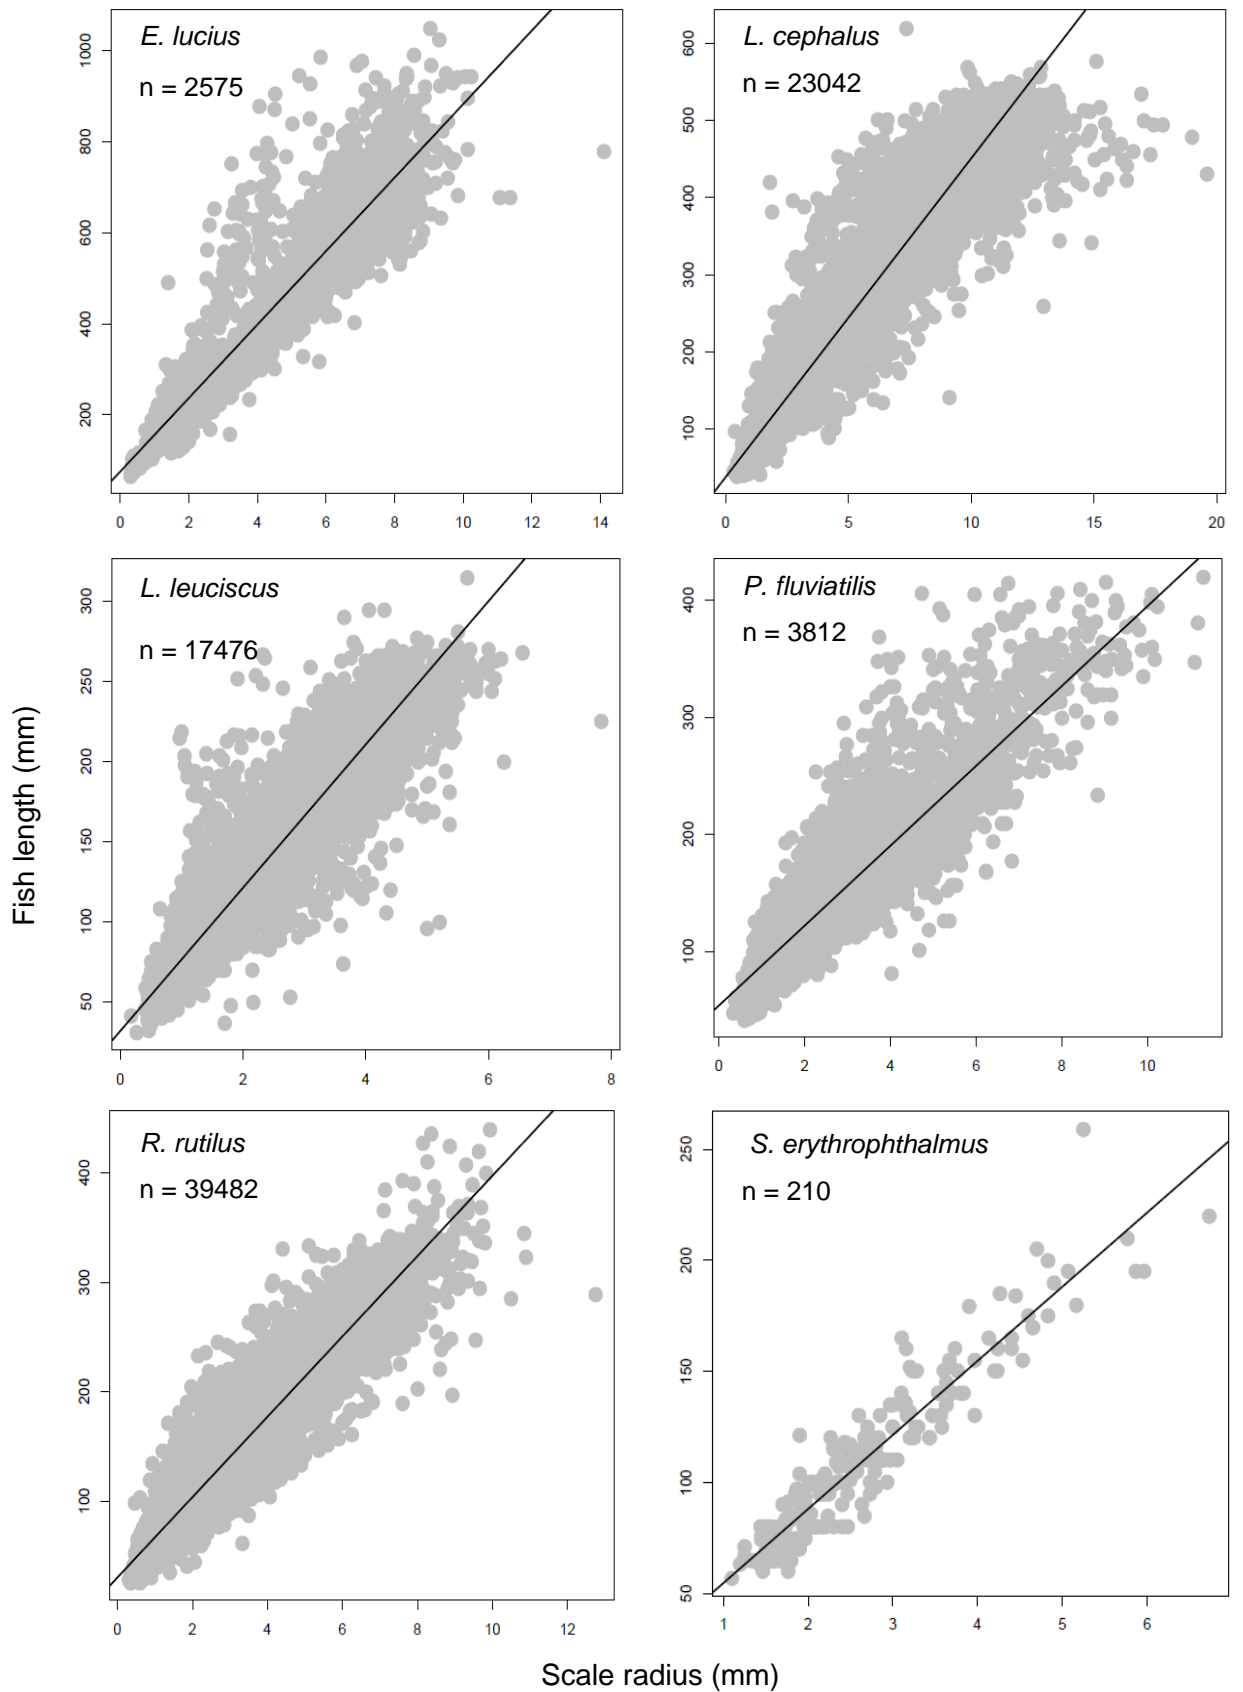 E. lucius
n = 2575
200
400
600
800
1000
0 2 4 6 8 10 12 14
L. cephalus
n = 23042
100
200
300
400
500
600
0 5 10 15 20
L. leuciscus
n = 17476
50
100
150
200
250
300
0 2 4 6 8
P. fluviatilis
n = 3812
100
200
300
400
0 2 4 6 8 10
R. rutilus
n = 39482
100
200
300
400
0 2 4 6 8 10 12
S. erythrophthalmus
n = 210
50
100
150
200
250
1 2 3 4 5 6
Fish length (mm)
Scale radius (mm)